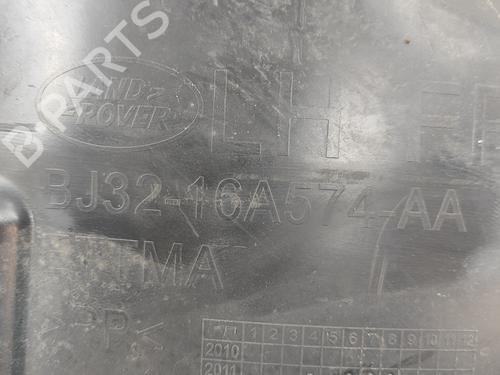 B-PARTS
LAND ROVER
LH
BJ32-16A574-AA
>PP<
1 2 3 4 5 6 7 8 9 10 11 12
2010
2011